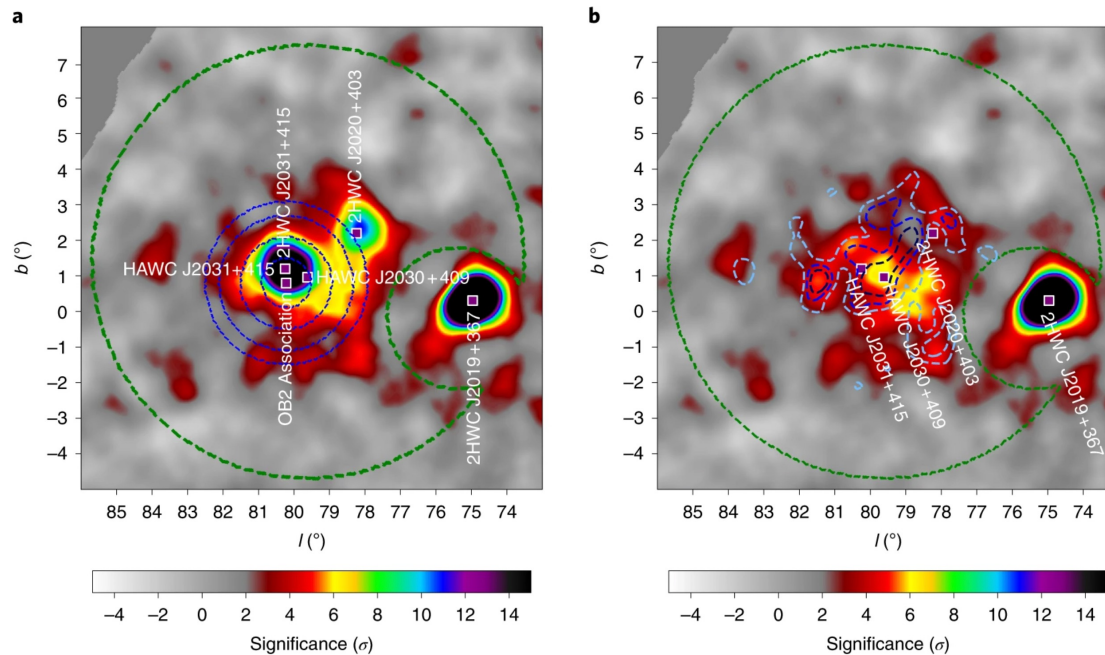 a
7
6
5
4
3
2
1
0
−1
−2
−3
−4
b (°)
2HWC J2031+415
2HWC J2020+403
HAWC J2031+415
HAWC J2030+409
OB2 Association
2HWC J2019+367
85 84 83 82 81 80 79 78 77 76 75 74
l (°)
−4 −2 0 2 4 6 8 10 12 14
Significance (σ)
b
7
6
5
4
3
2
1
0
−1
−2
−3
−4
b (°)
2HWC J2020+403
HAWC J2031+415
HAWC J2030+409
2HWC J2019+367
85 84 83 82 81 80 79 78 77 76 75 74
l (°)
−4 −2 0 2 4 6 8 10 12 14
Significance (σ)